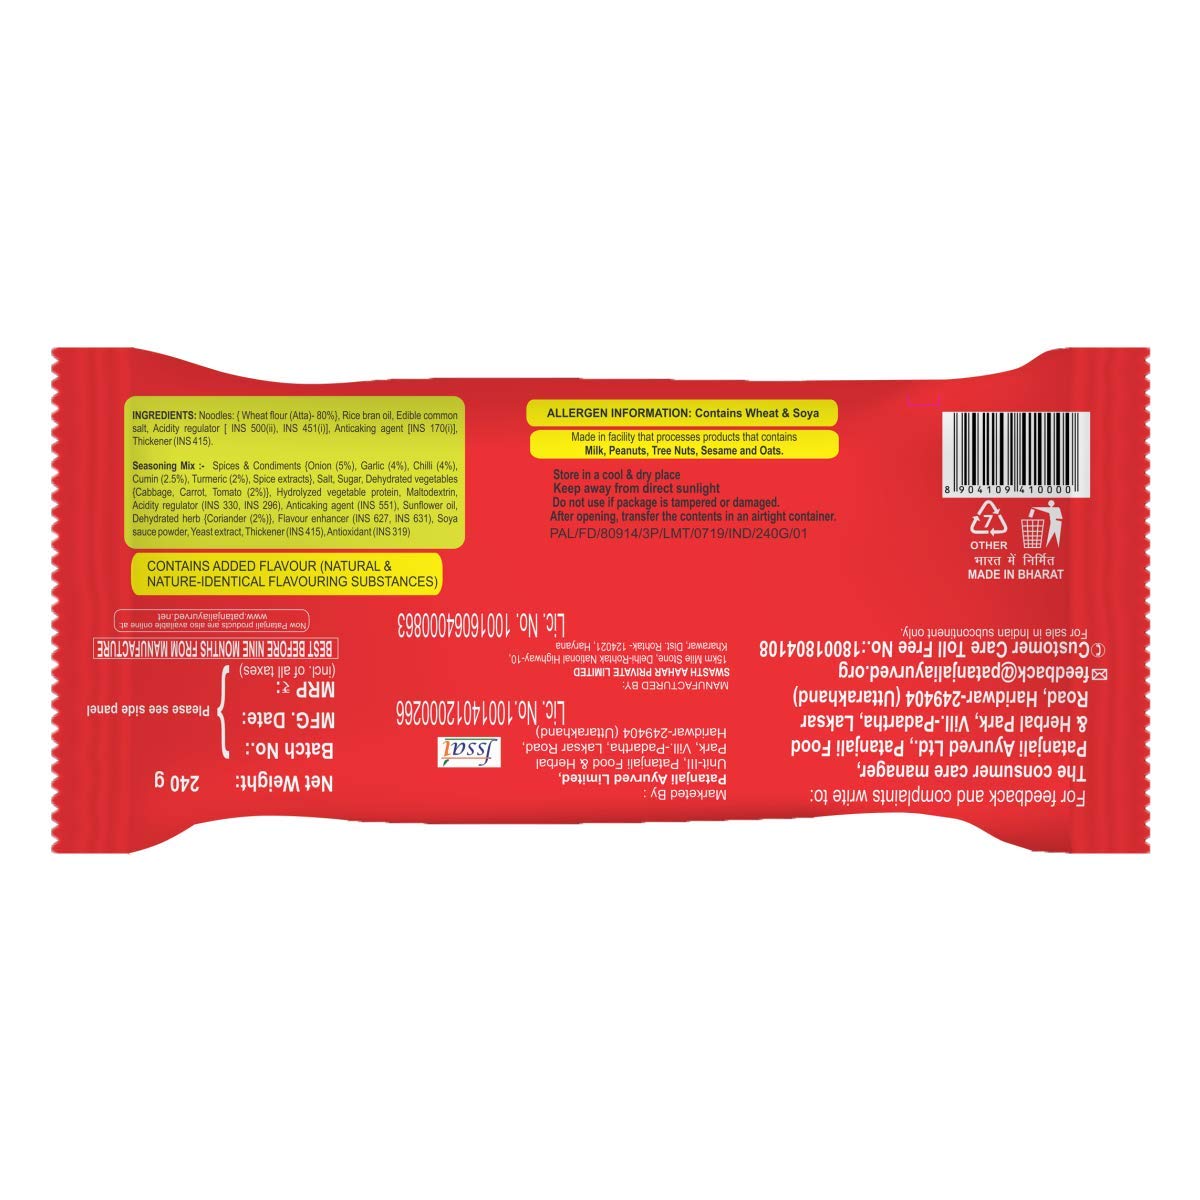 INGREDIENTS: Noodles: { Wheat flour (Atta)- 80%}, Rice bran oil, Edible common
salt, Acidity regulator [ INS 500(ii), INS 451(i)], Anticaking agent [INS 170(i)],
Thickener (INS 415).
Seasoning Mix :- Spices & Condiments {Onion (5%), Garlic (4%), Chilli (4%),
Cumin (2.5%), Turmeric (2%), Spice extracts}, Salt, Sugar, Dehydrated vegetables
{Cabbage, Carrot, Tomato (2%)}, Hydrolyzed vegetable protein, Maltodextrin,
Acidity regulator (INS 330, INS 296), Anticaking agent (INS 551), Sunflower oil,
Dehydrated herb {Coriander (2%)}, Flavour enhancer (INS 627, INS 631), Soya
sauce powder, Yeast extract, Thickener (INS 415), Antioxidant (INS 319)
CONTAINS ADDED FLAVOUR (NATURAL &
NATURE-IDENTICAL FLAVOURING SUBSTANCES)
ALLERGEN INFORMATION: Contains Wheat & Soya
Made in facility that processes products that contains
Milk, Peanuts, Tree Nuts, Sesame and Oats.
Store in a cool & dry place
Keep away from direct sunlight
Do not use if package is tampered or damaged.
After opening, transfer the contents in an airtight container.
PAL/FD/80914/3P/LMT/0719/IND/240G/01
8 904109 410000
7
OTHER
भारत में निर्मित
MADE IN BHARAT
For feedback and complaints write to:
The consumer care manager,
Patanjali Ayurved Ltd., Patanjali Food
& Herbal Park, Vill.-Padartha, Laksar
Road, Haridwar-249404 (Uttarakhand)
feedback@patanjaliayurved.org
Customer Care Toll Free No.:18001804108
For sale in Indian subcontinent only.
Marketed By :
Patanjali Ayurved Limited,
Unit-III, Patanjali Food & Herbal
Park, Vill.-Padartha, Laksar Road,
Haridwar-249404 (Uttarakhand)
fssai
Lic. No.10014012000266
MANUFACTURED BY:
SWASTH AAHAR PRIVATE LIMITED
15km Mile Stone, Delhi-Rohtak National Highway-10,
Kharawar, Dist. Rohtak- 124021, Haryana
Lic. No. 10016064000863
Net Weight: 240 g
Batch No.:
MFG. Date:
MRP ₹:
(incl. of all taxes)
Please see side panel
BEST BEFORE NINE MONTHS FROM MANUFACTURE
Now Patanjali products are also available online at:
www.patanjaliayurved.net